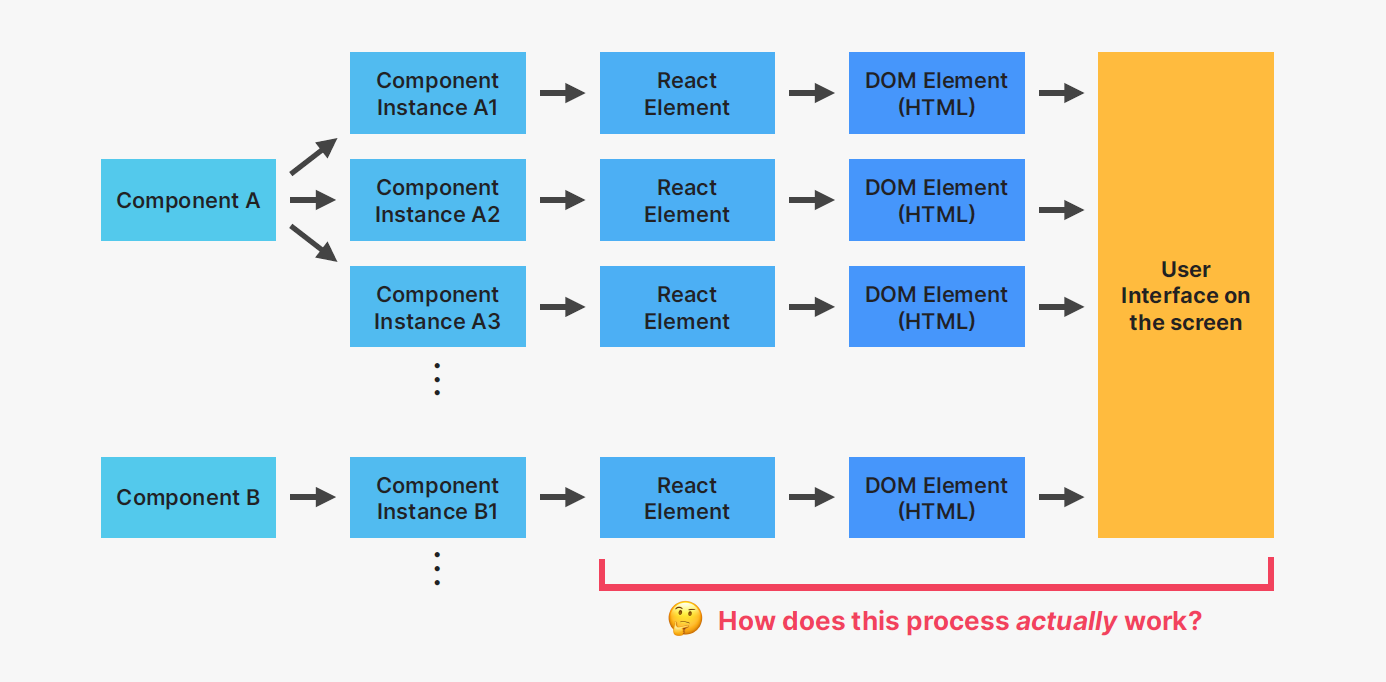 Component
Instance A1
React
Element
DOM Element
(HTML)
Component A
Component
Instance A2
React
Element
DOM Element
(HTML)
Component
Instance A3
React
Element
DOM Element
(HTML)
User
Interface on
the screen
Component B
Component
Instance B1
React
Element
DOM Element
(HTML)
How does this process actually work?